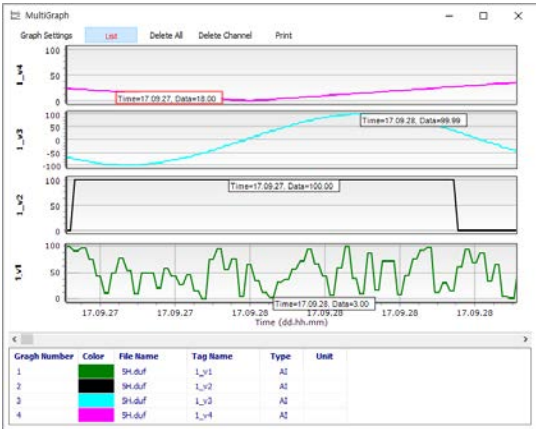 MultiGraph
Graph Settings List Delete All Delete Channel Print
100
50
0
1_v4
Time=17.09.27, Data=18.00
100
50
0
-50
-100
1_v3
Time=17.09.28, Data=99.99
100
50
0
1_v2
Time=17.09.27, Data=100.00
100
50
0
1_v1
Time=17.09.28, Data=3.00
17.09.27 17.09.27 17.09.28 17.09.28 17.09.28 17.09.28
Time (dd.hh.mm)
Gragh Number Color File Name Tag Name Type Unit
1 SH.duf 1_v1 AI
2 SH.duf 1_v2 AI
3 SH.duf 1_v3 AI
4 SH.duf 1_v4 AI